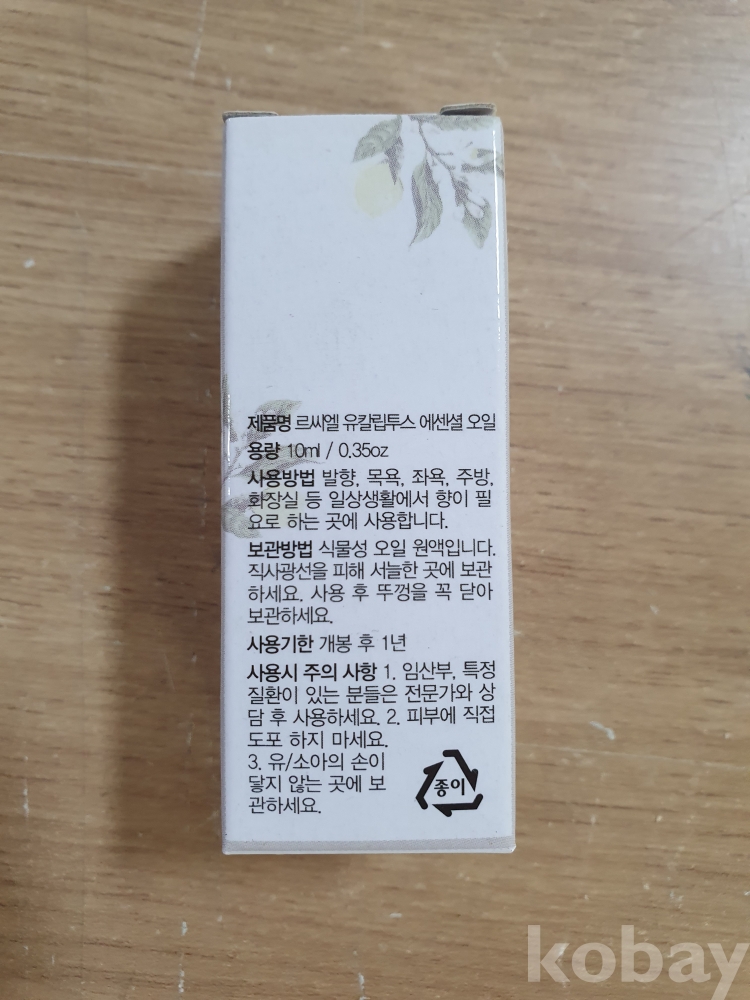 제품명 르씨엘 유칼립투스 에센셜 오일
용량 10ml / 0.35oz
사용방법 발향, 목욕, 좌욕, 주방,
화장실 등 일상생활에서 향이 필
요로 하는 곳에 사용합니다.
보관방법 식물성 오일 원액입니다.
직사광선을 피해 서늘한 곳에 보관
하세요. 사용 후 뚜껑을 꼭 닫아
보관하세요.
사용기한 개봉 후 1년
사용시 주의 사항 1. 임산부, 특정
질환이 있는 분들은 전문가와 상
담 후 사용하세요. 2. 피부에 직접
도포 하지 마세요.
3. 유/소아의 손이
닿지 않는 곳에 보
관하세요.
종이
kobay